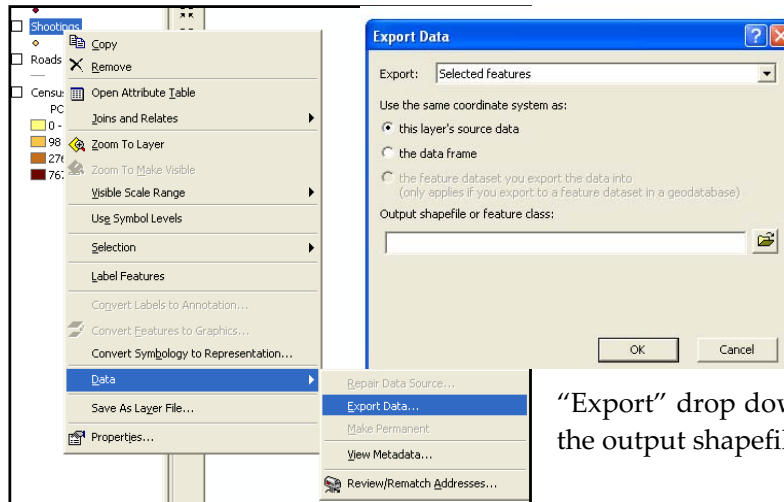 Shootings
Roads
Census
PC
0 -
98
276
767
Copy
Remove
Open Attribute Table
Joins and Relates
Zoom To Layer
Zoom To Make Visible
Visible Scale Range
Use Symbol Levels
Selection
Label Features
Convert Labels to Annotation...
Convert Features to Graphics...
Convert Symbology to Representation...
Data
Save As Layer File...
Properties...
Repair Data Source...
Export Data...
Make Permanent
View Metadata...
Review/Rematch Addresses...
Export Data
Export: Selected features
Use the same coordinate system as:
this layer's source data
the data frame
the feature dataset you export the data into
(only applies if you export to a feature dataset in a geodatabase)
Output shapefile or feature class:
OK Cancel
“Export” drop dow
the output shapefil